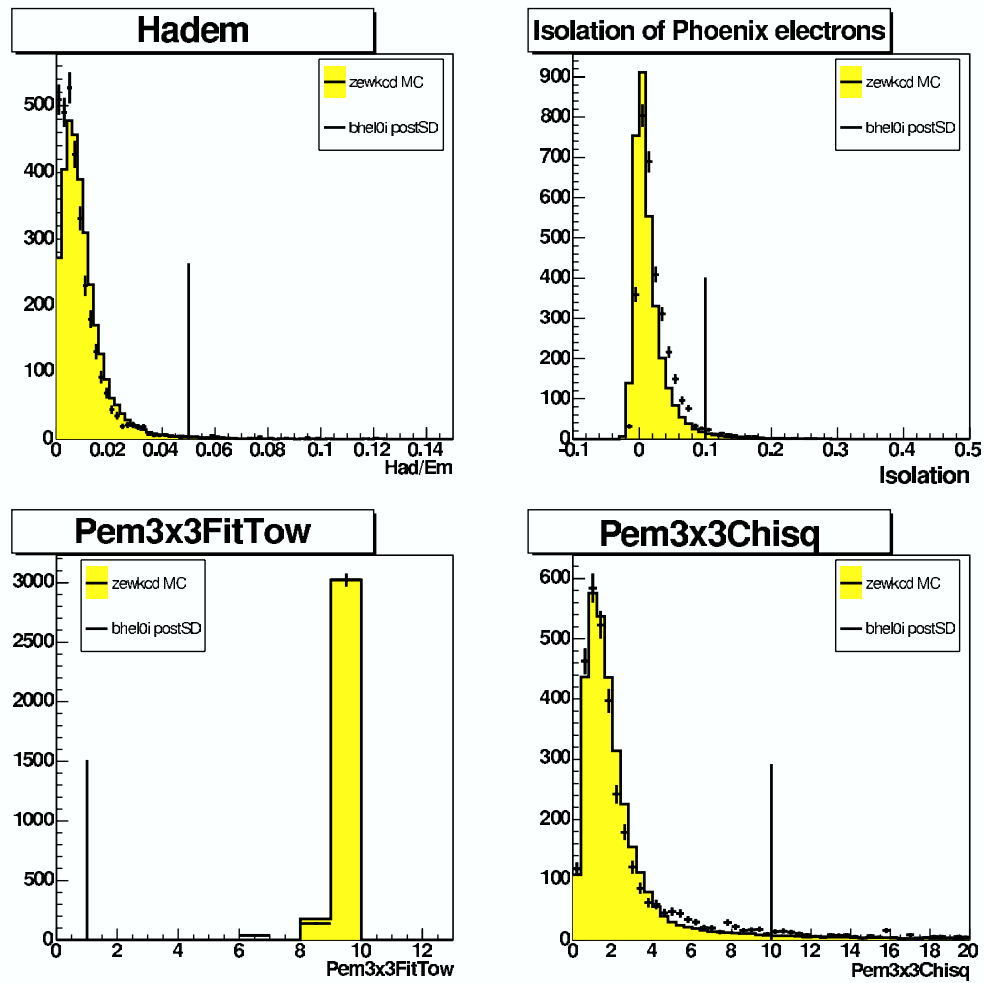 Hadem
zewkcd MC
bhel0i postSD
500
400
300
200
100
0
0 0.02 0.04 0.06 0.08 0.1 0.12 0.14
Had/Em
Isolation of Phoenix electrons
zewkcd MC
bhel0i postSD
900
800
700
600
500
400
300
200
100
0
-0.1 0 0.1 0.2 0.3 0.4 0.5
Isolation
Pem3x3FitTow
zewkcd MC
bhel0i postSD
3000
2500
2000
1500
1000
500
0
0 2 4 6 8 10 12
Pem3x3FitTow
Pem3x3Chisq
zewkcd MC
bhel0i postSD
600
500
400
300
200
100
0
0 2 4 6 8 10 12 14 16 18 20
Pem3x3Chisq